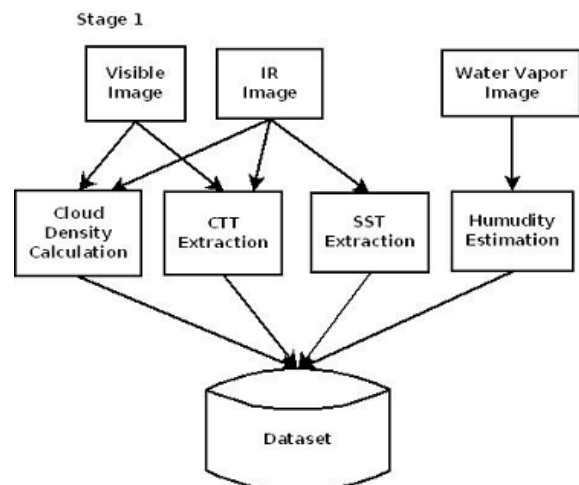 Stage 1
Visible
Image
IR
Image
Water Vapor
Image
Cloud
Density
Calculation
CTT
Extraction
SST
Extraction
Humudity
Estimation
Dataset